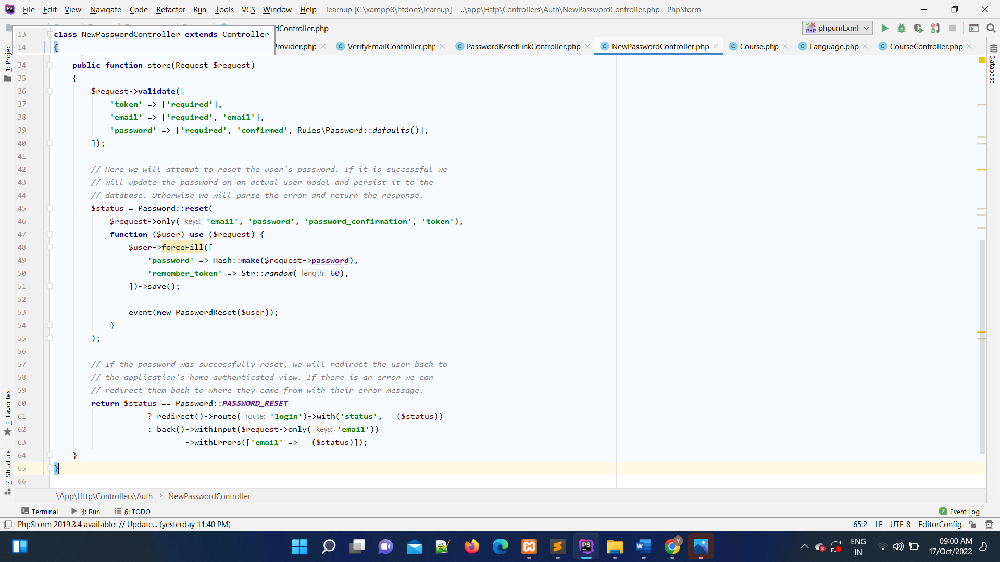 File Edit View Navigate Code Refactor Run Tools VCS Window Help learnup [C:\xampp8\htdocs\learnup] - ...\app\Http\Controllers\Auth\NewPasswordController.php - PhpStorm
dController.php phpunit.xml
13 class NewPasswordController extends Controller
14 {
Provider.php VerifyEmailController.php PasswordResetLinkController.php NewPasswordController.php Course.php Language.php CourseController.php
1: Project
Database
34 public function store(Request $request)
35 {
36 $request->validate([
37 'token' => ['required'],
38 'email' => ['required', 'email'],
39 'password' => ['required', 'confirmed', Rules\Password::defaults()],
40 ]);
41
42 // Here we will attempt to reset the user's password. If it is successful we
43 // will update the password on an actual user model and persist it to the
44 // database. Otherwise we will parse the error and return the response.
45 $status = Password::reset(
46 $request->only( keys: 'email', 'password', 'password_confirmation', 'token'),
47 function ($user) use ($request) {
48 $user->forceFill([
49 'password' => Hash::make($request->password),
50 'remember_token' => Str::random( length: 60),
51 ])->save();
52
53 event(new PasswordReset($user));
54 }
55 );
56
57 // If the password was successfully reset, we will redirect the user back to
58 // the application's home authenticated view. If there is an error we can
59 // redirect them back to where they came from with their error message.
60 return $status == Password::PASSWORD_RESET
61 ? redirect()->route( route: 'login')->with('status', __($status))
62 : back()->withInput($request->only( keys: 'email'))
63 ->withErrors(['email' => __($status)]);
64 }
65 }
66
2: Favorites
7: Structure
\App\Http\Controllers\Auth › NewPasswordController
Terminal 4: Run 6: TODO 2 Event Log
PhpStorm 2019.3.4 available: // Update... (yesterday 11:40 PM) 65:2 LF UTF-8 EditorConfig
ENG
IN
09:00 AM
17/Oct/2022